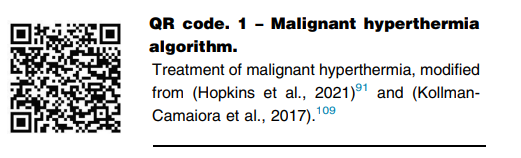 QR code. 1 – Malignant hyperthermia
algorithm.
Treatment of malignant hyperthermia, modified
from (Hopkins et al., 2021)91 and (Kollman-
Camaiora et al., 2017).109